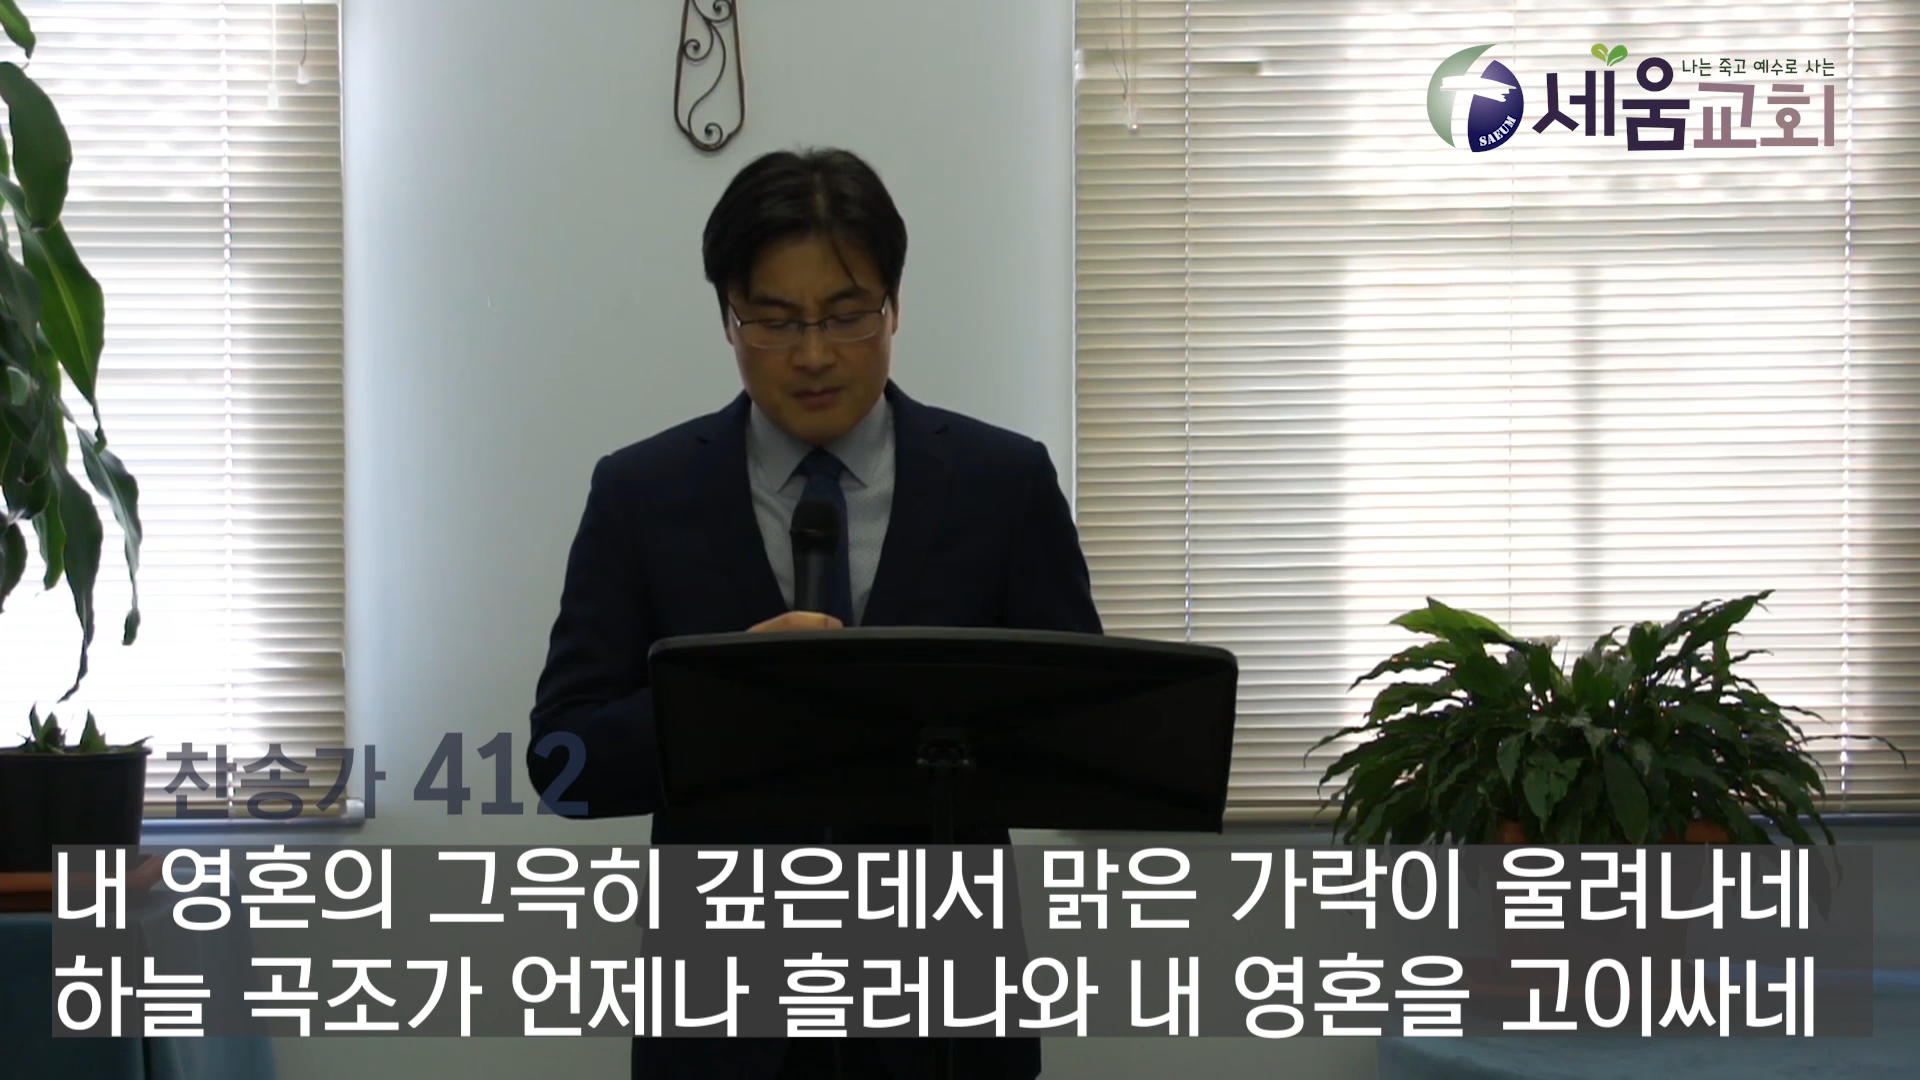 나는 죽고 예수로 사는
세움교회
SAEUM
찬송가 412
내 영혼의 그윽히 깊은데서 맑은 가락이 울려나네
하늘 곡조가 언제나 흘러나와 내 영혼을 고이싸네